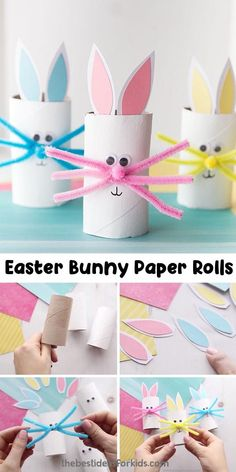 Easter Bunny Paper Rolls
thebestideasforkids.com